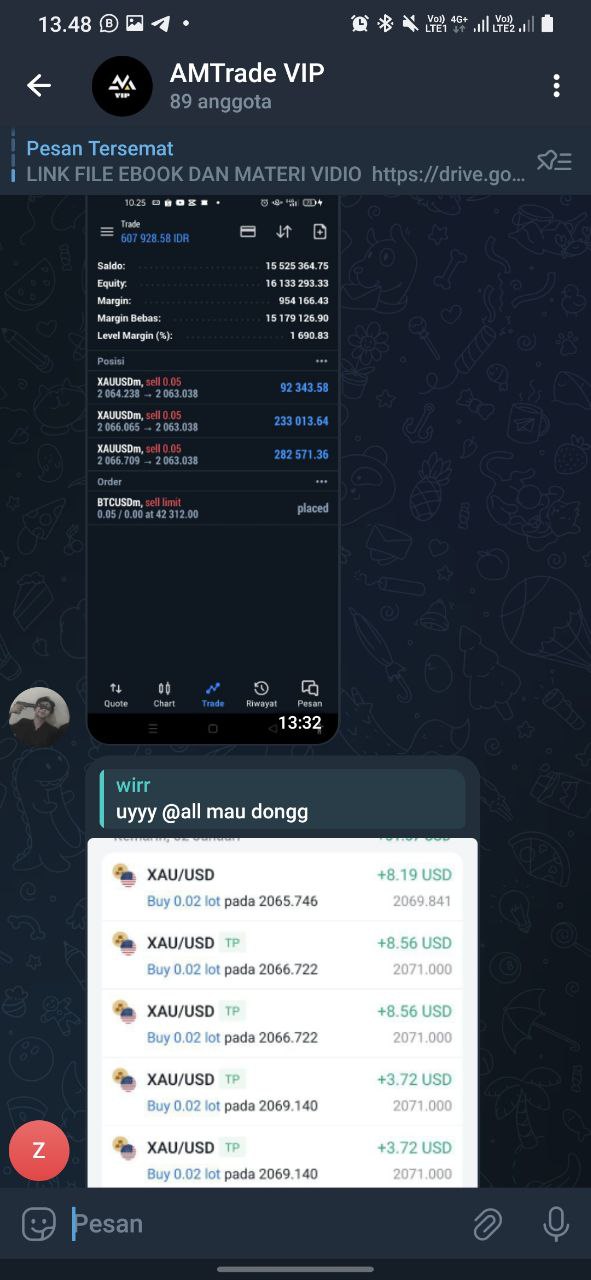 13.48
Vo)) 4G+ Vo))
LTE1 LTE2
AMTrade VIP
89 anggota
Pesan Tersemat
LINK FILE EBOOK DAN MATERI VIDIO https://drive.go...
10.25
Trade
607 928.58 IDR
Saldo: 15 525 364.75
Equity: 16 133 293.33
Margin: 954 166.43
Margin Bebas: 15 179 126.90
Level Margin (%): 1 690.83
Posisi
XAUUSDm, sell 0.05
2 064.238 → 2 063.038 92 343.58
XAUUSDm, sell 0.05
2 066.065 → 2 063.038 233 013.64
XAUUSDm, sell 0.05
2 066.709 → 2 063.038 282 571.36
Order
BTCUSDm, sell limit
0.05 / 0.00 at 42 312.00 placed
Quote Chart Trade Riwayat Pesan
13:32
wirr
uyyy @all mau dongg
XAU/USD +8.19 USD
Buy 0.02 lot pada 2065.746 2069.841
XAU/USD TP +8.56 USD
Buy 0.02 lot pada 2066.722 2071.000
XAU/USD TP +8.56 USD
Buy 0.02 lot pada 2066.722 2071.000
XAU/USD TP +3.72 USD
Buy 0.02 lot pada 2069.140 2071.000
XAU/USD TP +3.72 USD
Buy 0.02 lot pada 2069.140 2071.000
Z
Pesan